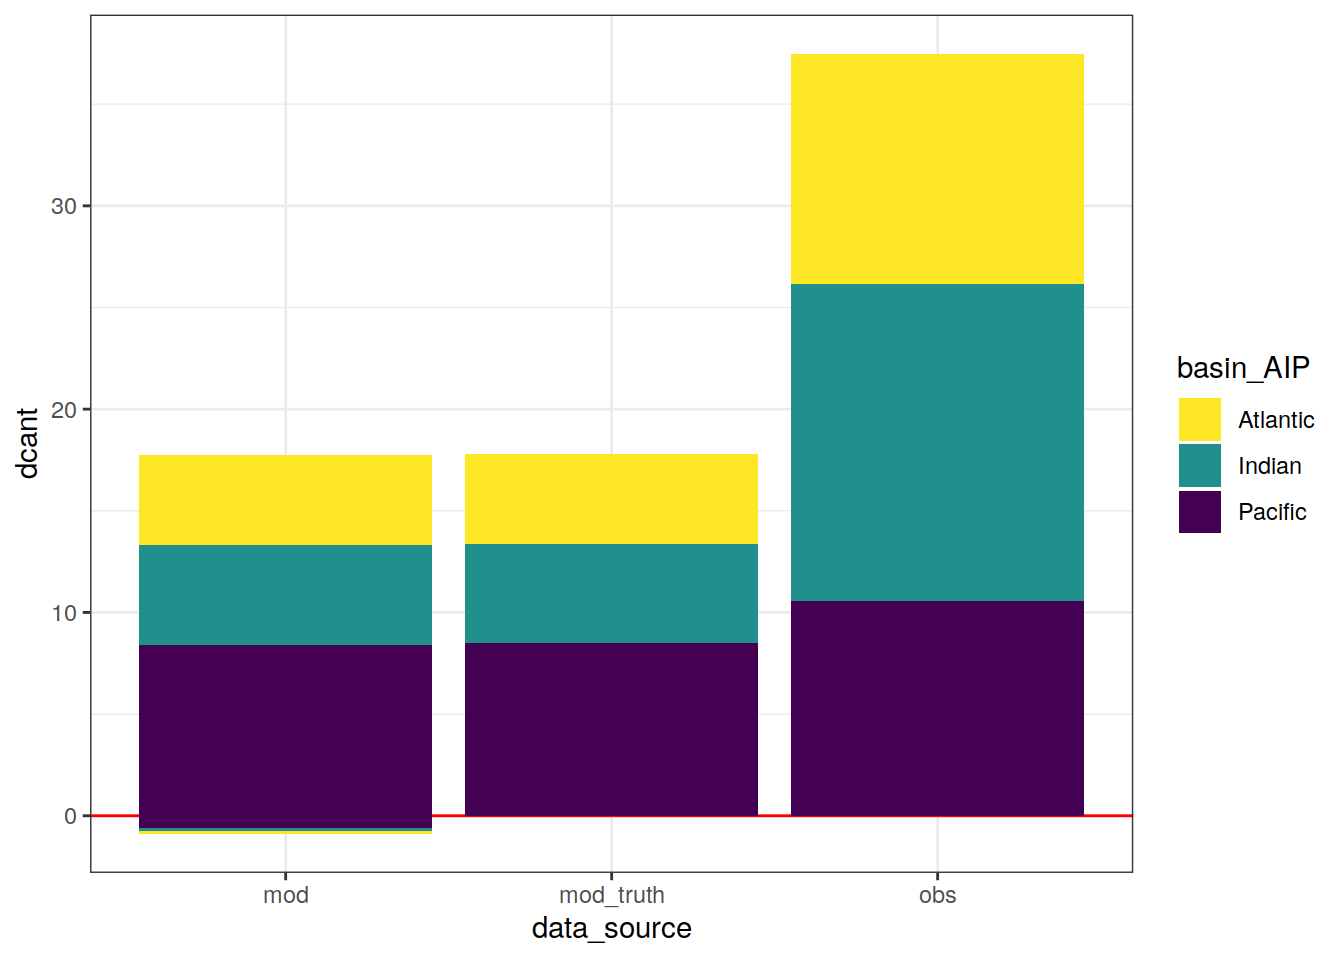 dcant
30
20
10
0
mod
mod_truth
obs
data_source
basin_AIP
Atlantic
Indian
Pacific